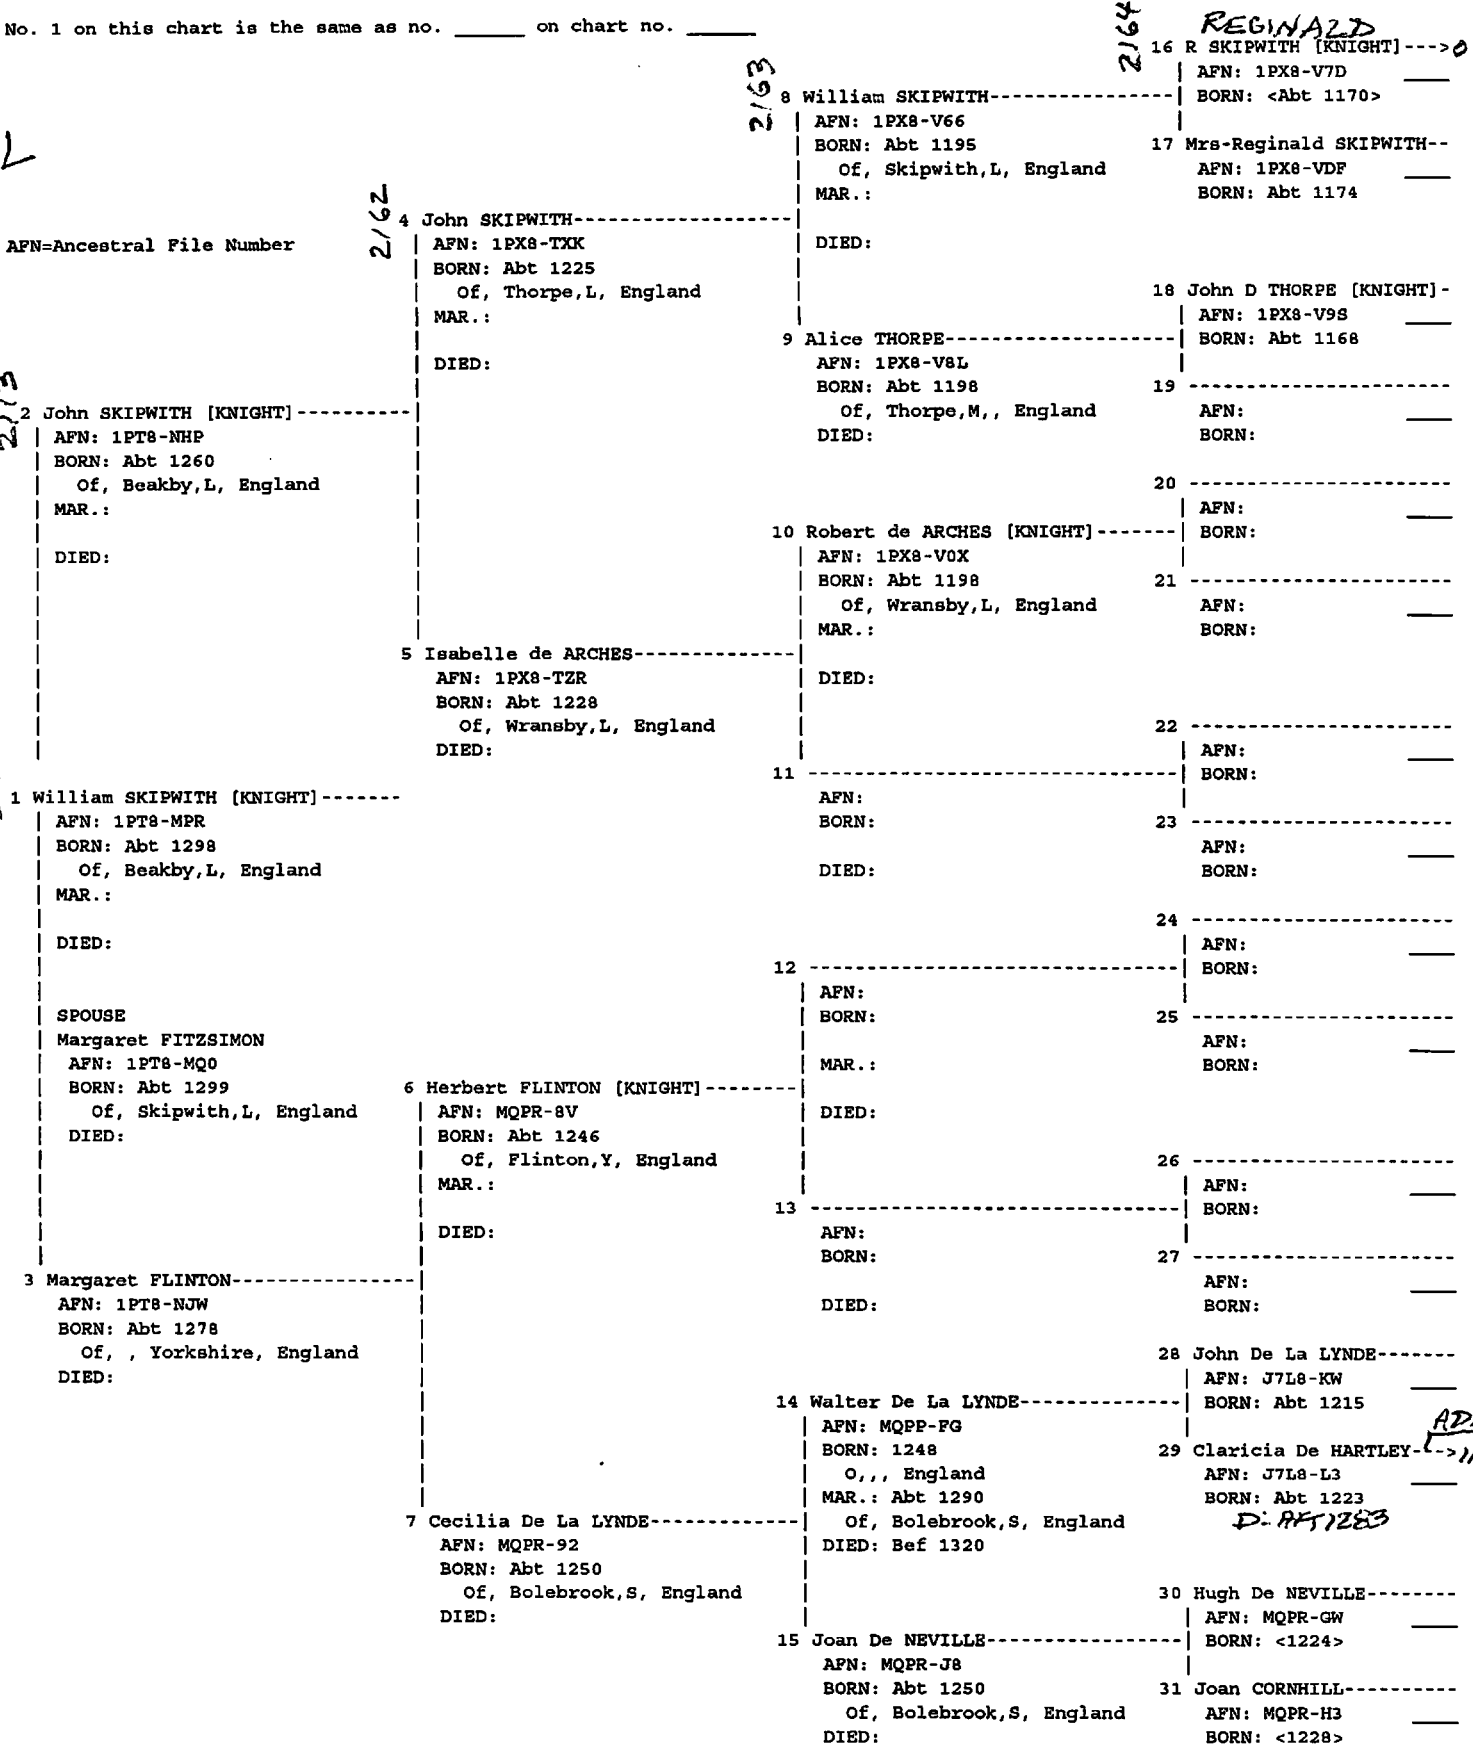 No. 1 on this chart is the same as no. _____ on chart no. _____
AFN=Ancestral File Number
2164
REGINALD
16 R SKIPWITH [KNIGHT]--->0
AFN: 1PX8-V7D
BORN: <Abt 1170>
2163
8 William SKIPWITH----------------
AFN: 1PX8-V66
BORN: Abt 1195
Of, Skipwith,L, England
MAR.:
DIED:
17 Mrs-Reginald SKIPWITH--
AFN: 1PX8-VDF
BORN: Abt 1174
2162
4 John SKIPWITH-------------------
AFN: 1PX8-TXK
BORN: Abt 1225
Of, Thorpe,L, England
MAR.:
DIED:
18 John D THORPE [KNIGHT]-
AFN: 1PX8-V9S
BORN: Abt 1168
9 Alice THORPE--------------------
AFN: 1PX8-V8L
BORN: Abt 1198
Of, Thorpe,M,, England
DIED:
19 -----------------------
AFN:
BORN:
2 John SKIPWITH [KNIGHT]----------
AFN: 1PT8-NHP
BORN: Abt 1260
Of, Beakby,L, England
MAR.:
DIED:
20 -----------------------
AFN:
BORN:
10 Robert de ARCHES [KNIGHT]-------
AFN: 1PX8-V0X
BORN: Abt 1198
Of, Wransby,L, England
MAR.:
DIED:
21 -----------------------
AFN:
BORN:
5 Isabelle de ARCHES--------------
AFN: 1PX8-TZR
BORN: Abt 1228
Of, Wransby,L, England
DIED:
22 -----------------------
AFN:
BORN:
11 --------------------------------
AFN:
BORN:
DIED:
23 -----------------------
AFN:
BORN:
1 William SKIPWITH [KNIGHT]-------
AFN: 1PT8-MPR
BORN: Abt 1298
Of, Beakby,L, England
MAR.:
DIED:
SPOUSE
Margaret FITZSIMON
AFN: 1PT8-MQ0
BORN: Abt 1299
Of, Skipwith,L, England
DIED:
24 -----------------------
AFN:
BORN:
12 --------------------------------
AFN:
BORN:
MAR.:
DIED:
25 -----------------------
AFN:
BORN:
6 Herbert FLINTON [KNIGHT]--------
AFN: MQPR-8V
BORN: Abt 1246
Of, Flinton,Y, England
MAR.:
DIED:
26 -----------------------
AFN:
BORN:
13 --------------------------------
AFN:
BORN:
DIED:
27 -----------------------
AFN:
BORN:
3 Margaret FLINTON----------------
AFN: 1PT8-NJW
BORN: Abt 1278
Of, , Yorkshire, England
DIED:
28 John De La LYNDE-------
AFN: J7L8-KW
BORN: Abt 1215
14 Walter De La LYNDE--------------
AFN: MQPP-FG
BORN: 1248
O,,, England
MAR.: Abt 1290
Of, Bolebrook,S, England
DIED: Bef 1320
29 Claricia De HARTLEY--->
AFN: J7L8-L3
BORN: Abt 1223
D: AFT 1283
7 Cecilia De La LYNDE-------------
AFN: MQPR-92
BORN: Abt 1250
Of, Bolebrook,S, England
DIED:
30 Hugh De NEVILLE--------
AFN: MQPR-GW
BORN: <1224>
15 Joan De NEVILLE-----------------
AFN: MQPR-J8
BORN: Abt 1250
Of, Bolebrook,S, England
DIED:
31 Joan CORNHILL----------
AFN: MQPR-H3
BORN: <1228>